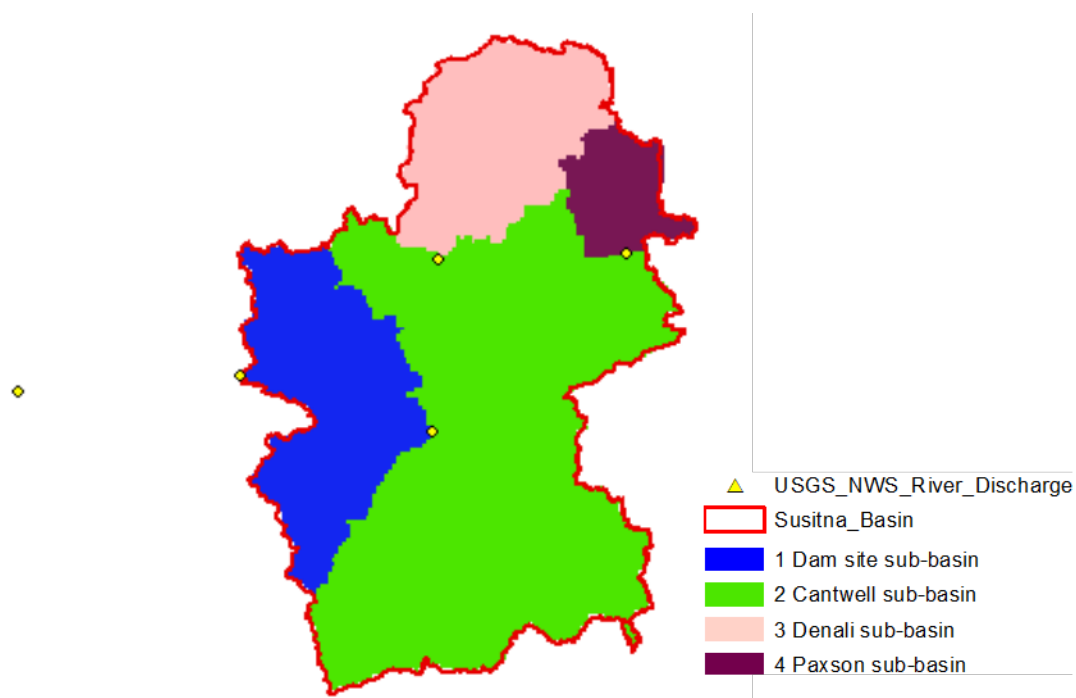 USGS_NWS_River_Discharge
Susitna_Basin
1 Dam site sub-basin
2 Cantwell sub-basin
3 Denali sub-basin
4 Paxson sub-basin